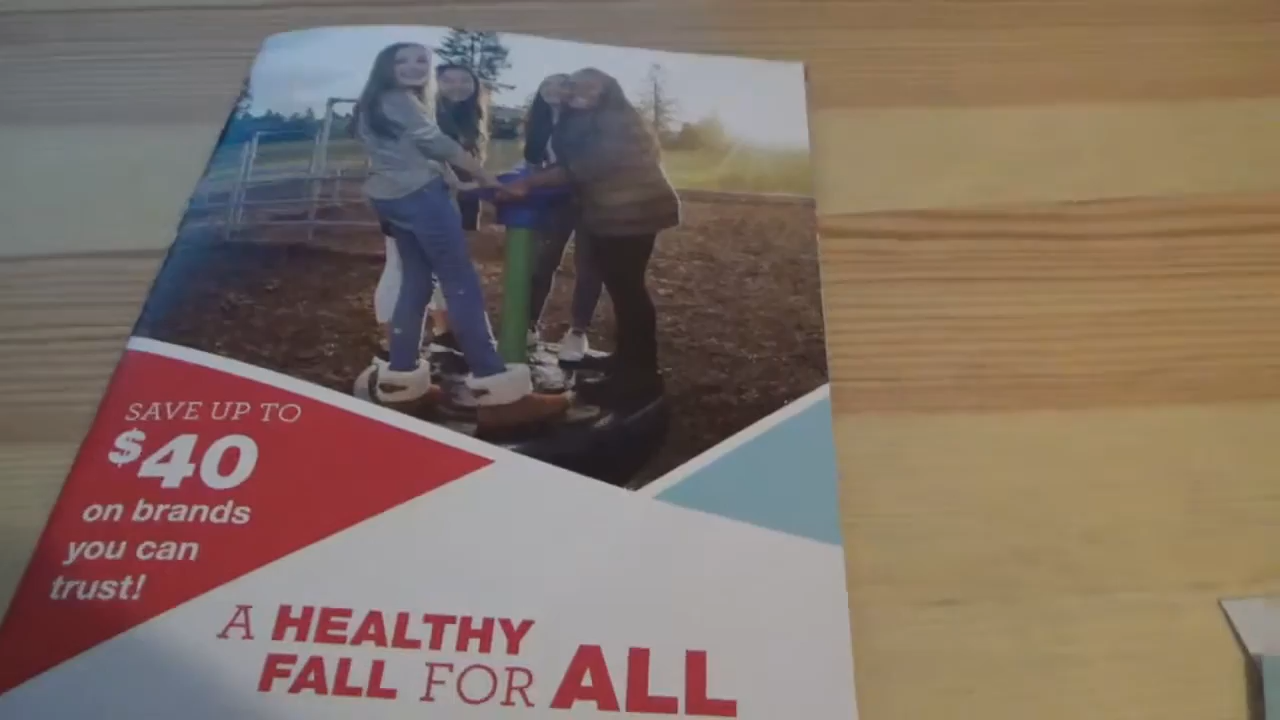 SAVE UP TO
$40
on brands
you can
trust!
A HEALTHY
FALL FOR ALL